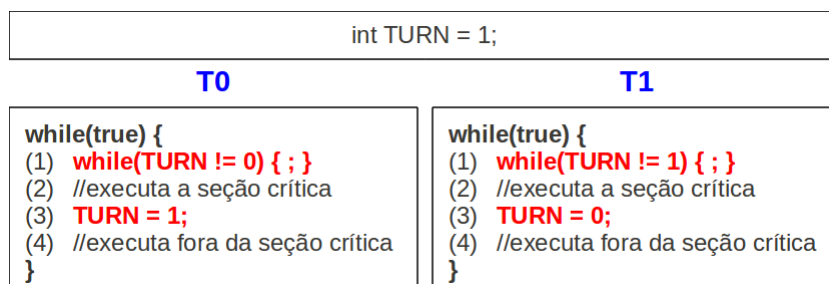 int TURN = 1;
T0
while(true) {
(1) while(TURN != 0) { ; }
(2) //executa a seção crítica
(3) TURN = 1;
(4) //executa fora da seção crítica
}
T1
while(true) {
(1) while(TURN != 1) { ; }
(2) //executa a seção crítica
(3) TURN = 0;
(4) //executa fora da seção crítica
}